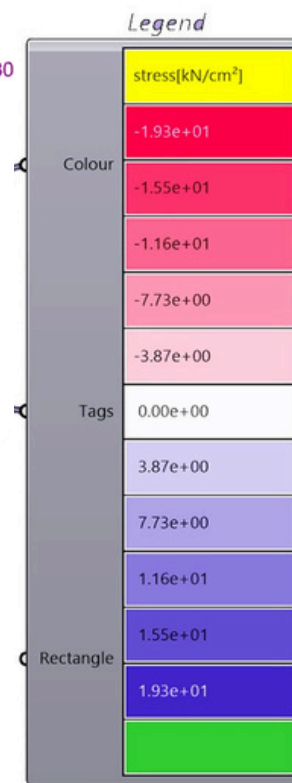 Legend
30
stress[kN/cm²]
-1.93e+01
Colour
-1.55e+01
-1.16e+01
-7.73e+00
-3.87e+00
Tags
0.00e+00
3.87e+00
7.73e+00
1.16e+01
1.55e+01
Rectangle
1.93e+01